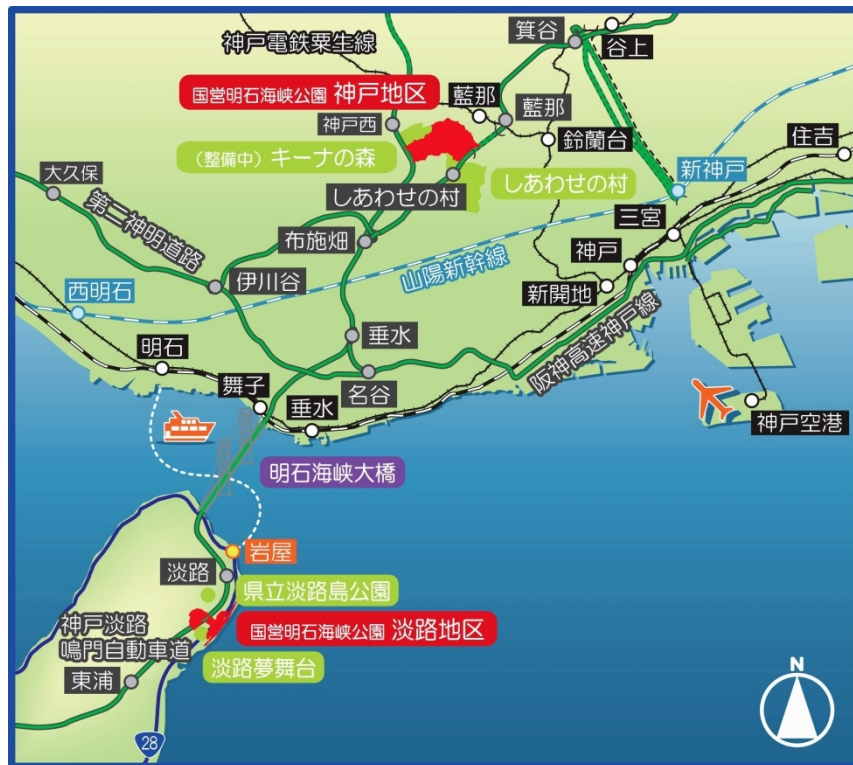 箕谷
谷上
神戸電鉄粟生線
国営明石海峡公園 神戸地区
藍那
藍那
神戸西
鈴蘭台
住吉
(整備中) キーナの森
大久保
しあわせの村
しあわせの村
新神戸
第二神明道路
布施畑
三宮
神戸
伊川谷
山陽新幹線
新開地
西明石
垂水
阪神高速神戸線
明石
名谷
舞子
垂水
神戸空港
明石海峡大橋
岩屋
淡路
県立淡路島公園
神戸淡路
鳴門自動車道
国営明石海峡公園 淡路地区
淡路夢舞台
東浦
N
28